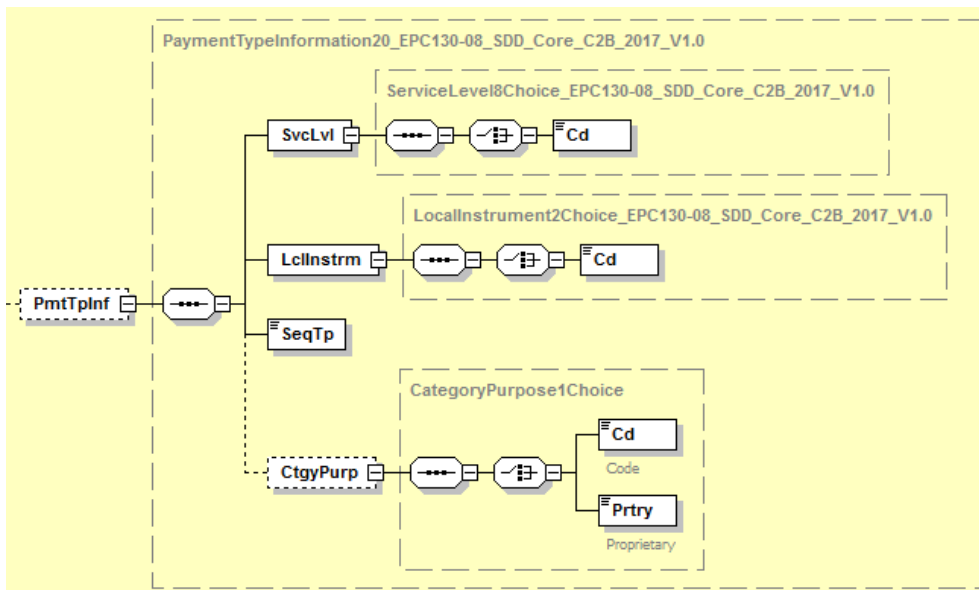 PaymentTypeInformation20_EPC130-08_SDD_Core_C2B_2017_V1.0
ServiceLevel8Choice_EPC130-08_SDD_Core_C2B_2017_V1.0
SvcLvl
Cd
LocalInstrument2Choice_EPC130-08_SDD_Core_C2B_2017_V1.0
LclInstrm
Cd
PmtTpInf
SeqTp
CategoryPurpose1Choice
Cd
Code
CtgyPurp
Prtry
Proprietary